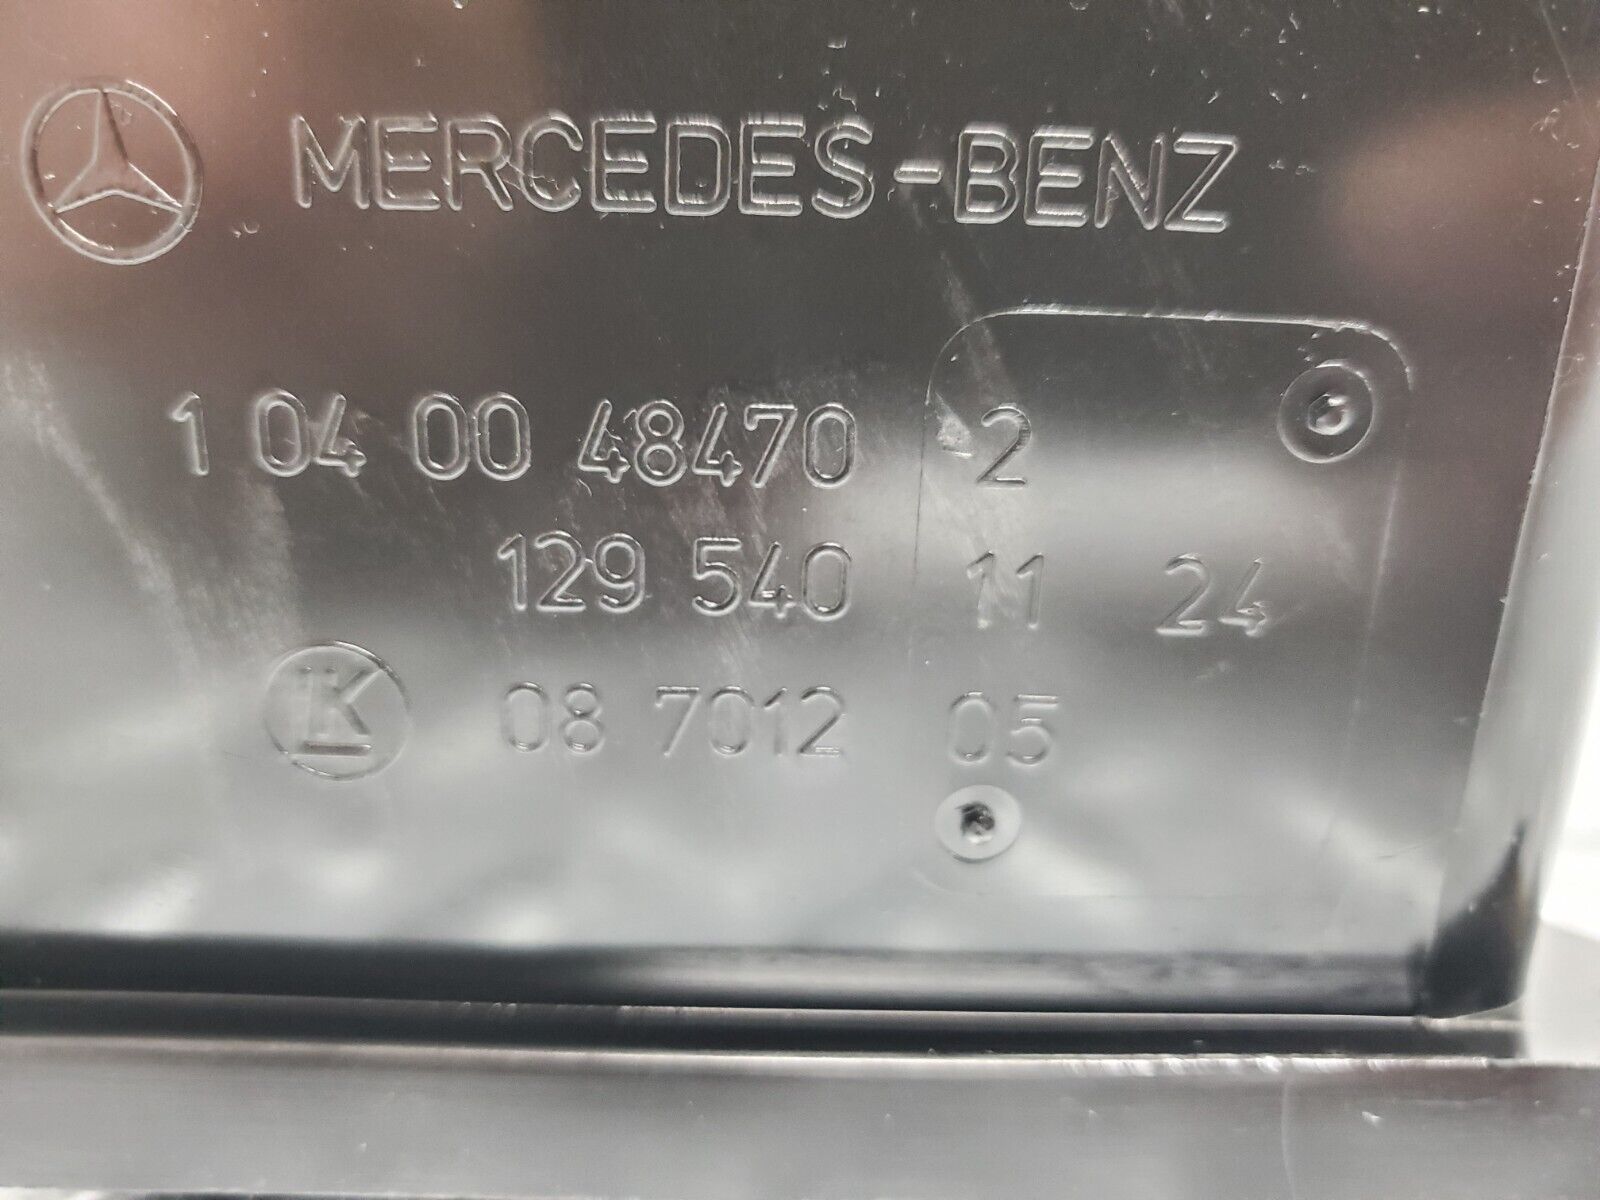 MERCEDES-BENZ
1 04 00 48470 2
129 540 11 24
K 08 7012 05